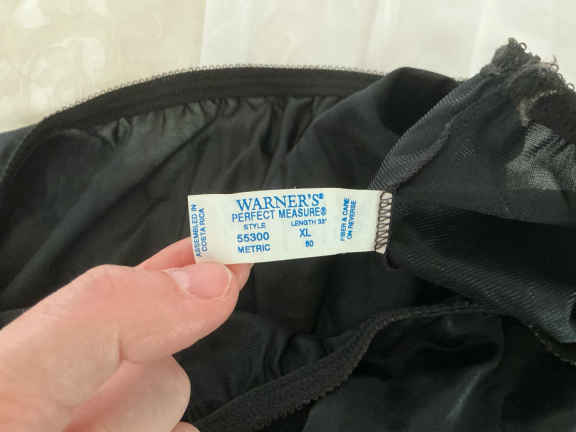 WARNER'S®
PERFECT MEASURE®
STYLE LENGTH 33"
55300 XL
METRIC 80
ASSEMBLED IN
COSTA RICA
FIBER & CARE
ON REVERSE